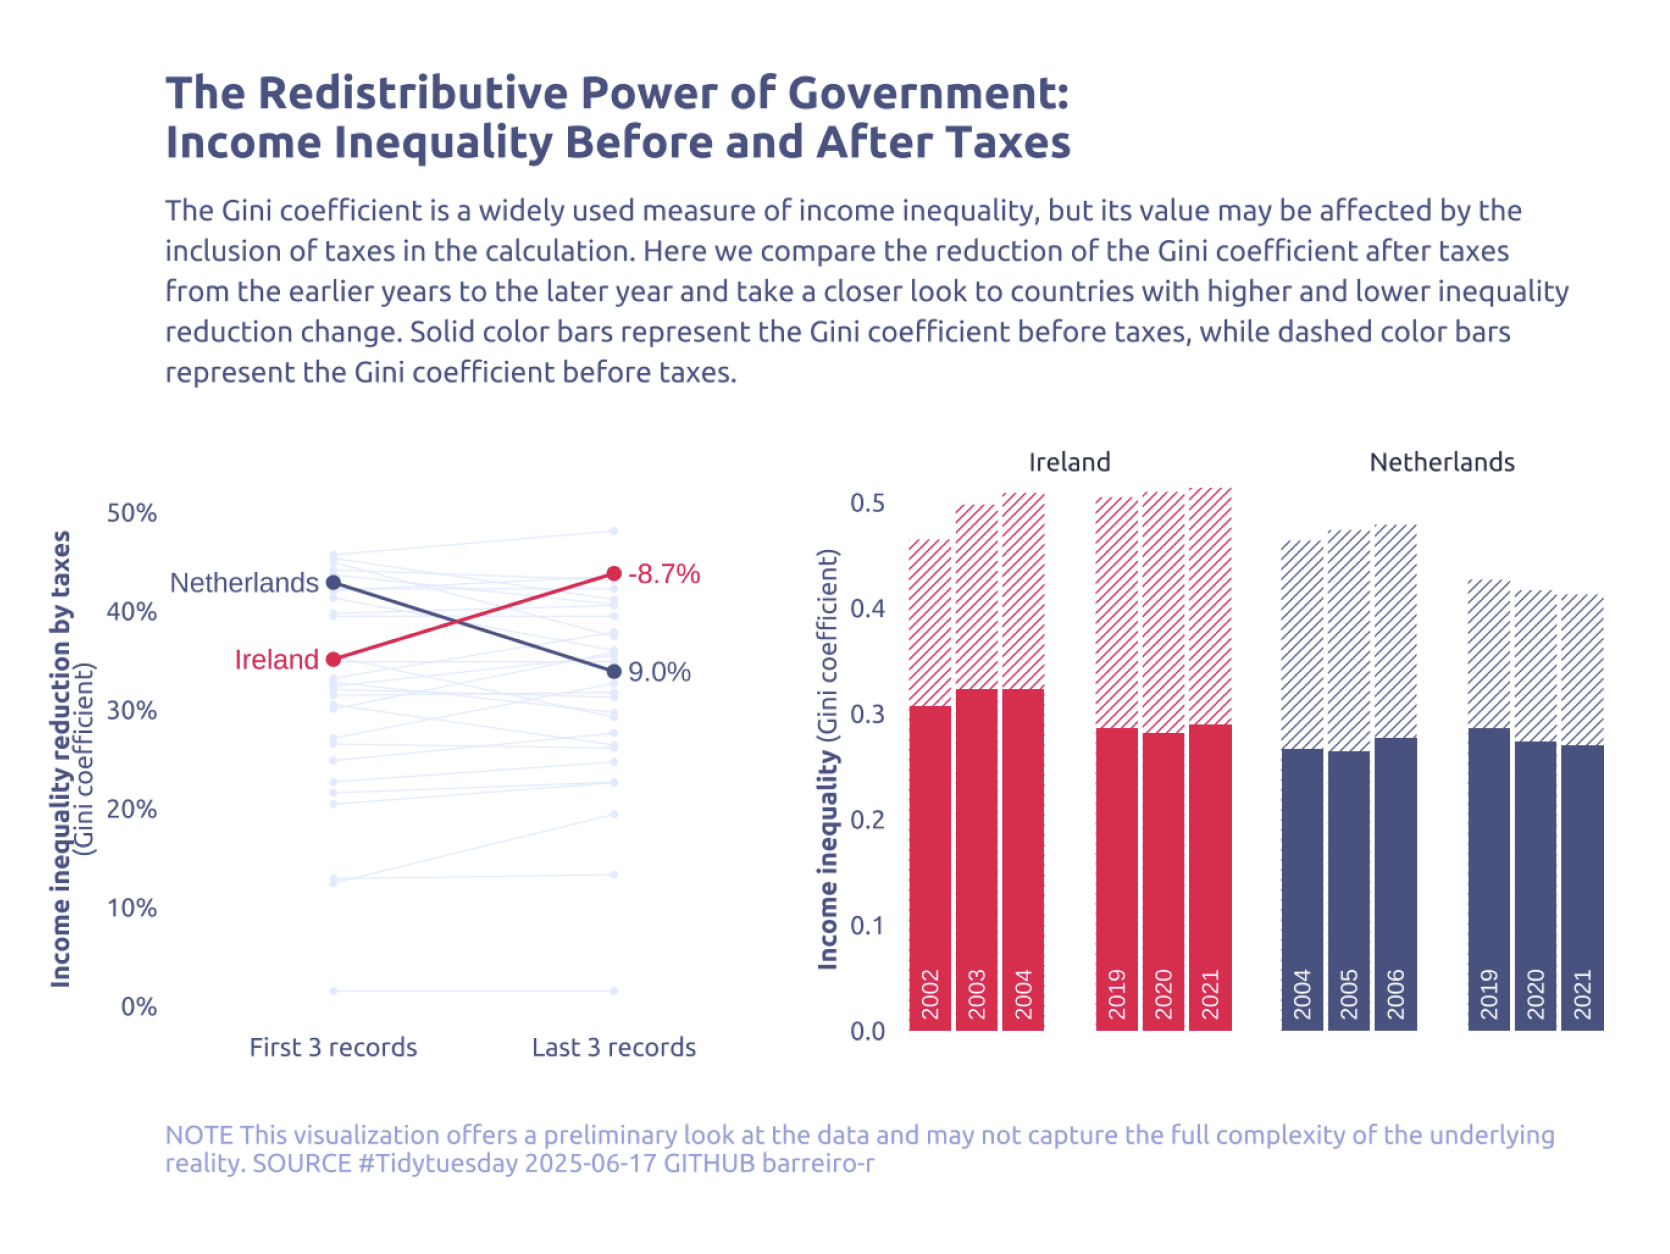 The Redistributive Power of Government:
Income Inequality Before and After Taxes
The Gini coefficient is a widely used measure of income inequality, but its value may be affected by the
inclusion of taxes in the calculation. Here we compare the reduction of the Gini coefficient after taxes
from the earlier years to the later year and take a closer look to countries with higher and lower inequality
reduction change. Solid color bars represent the Gini coefficient before taxes, while dashed color bars
represent the Gini coefficient before taxes.
Income inequality reduction by taxes
(Gini coefficient)
50%
40%
30%
20%
10%
0%
Netherlands
Ireland
-8.7%
9.0%
First 3 records
Last 3 records
Income inequality (Gini coefficient)
Ireland
Netherlands
0.5
0.4
0.3
0.2
0.1
0.0
2002
2003
2004
2019
2020
2021
2004
2005
2006
2019
2020
2021
NOTE This visualization offers a preliminary look at the data and may not capture the full complexity of the underlying
reality. SOURCE #Tidytuesday 2025-06-17 GITHUB barreiro-r